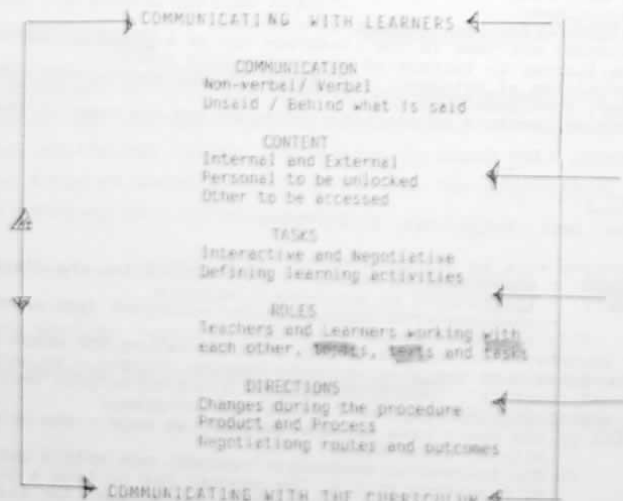 COMMUNICATING WITH LEARNERS
COMMUNICATION
Non-verbal/ Verbal
Unsaid / Behind what is said
CONTENT
Internal and External
Personal to be unlocked
Other to be accessed
TASKS
Interactive and Negotiative
Defining learning activities
ROLES
Teachers and Learners working with
each other, topics, texts and tasks
DIRECTIONS
Changes during the procedure
Product and Process
Negotiationg routes and outcomes
COMMUNICATING WITH THE CURRICULUM